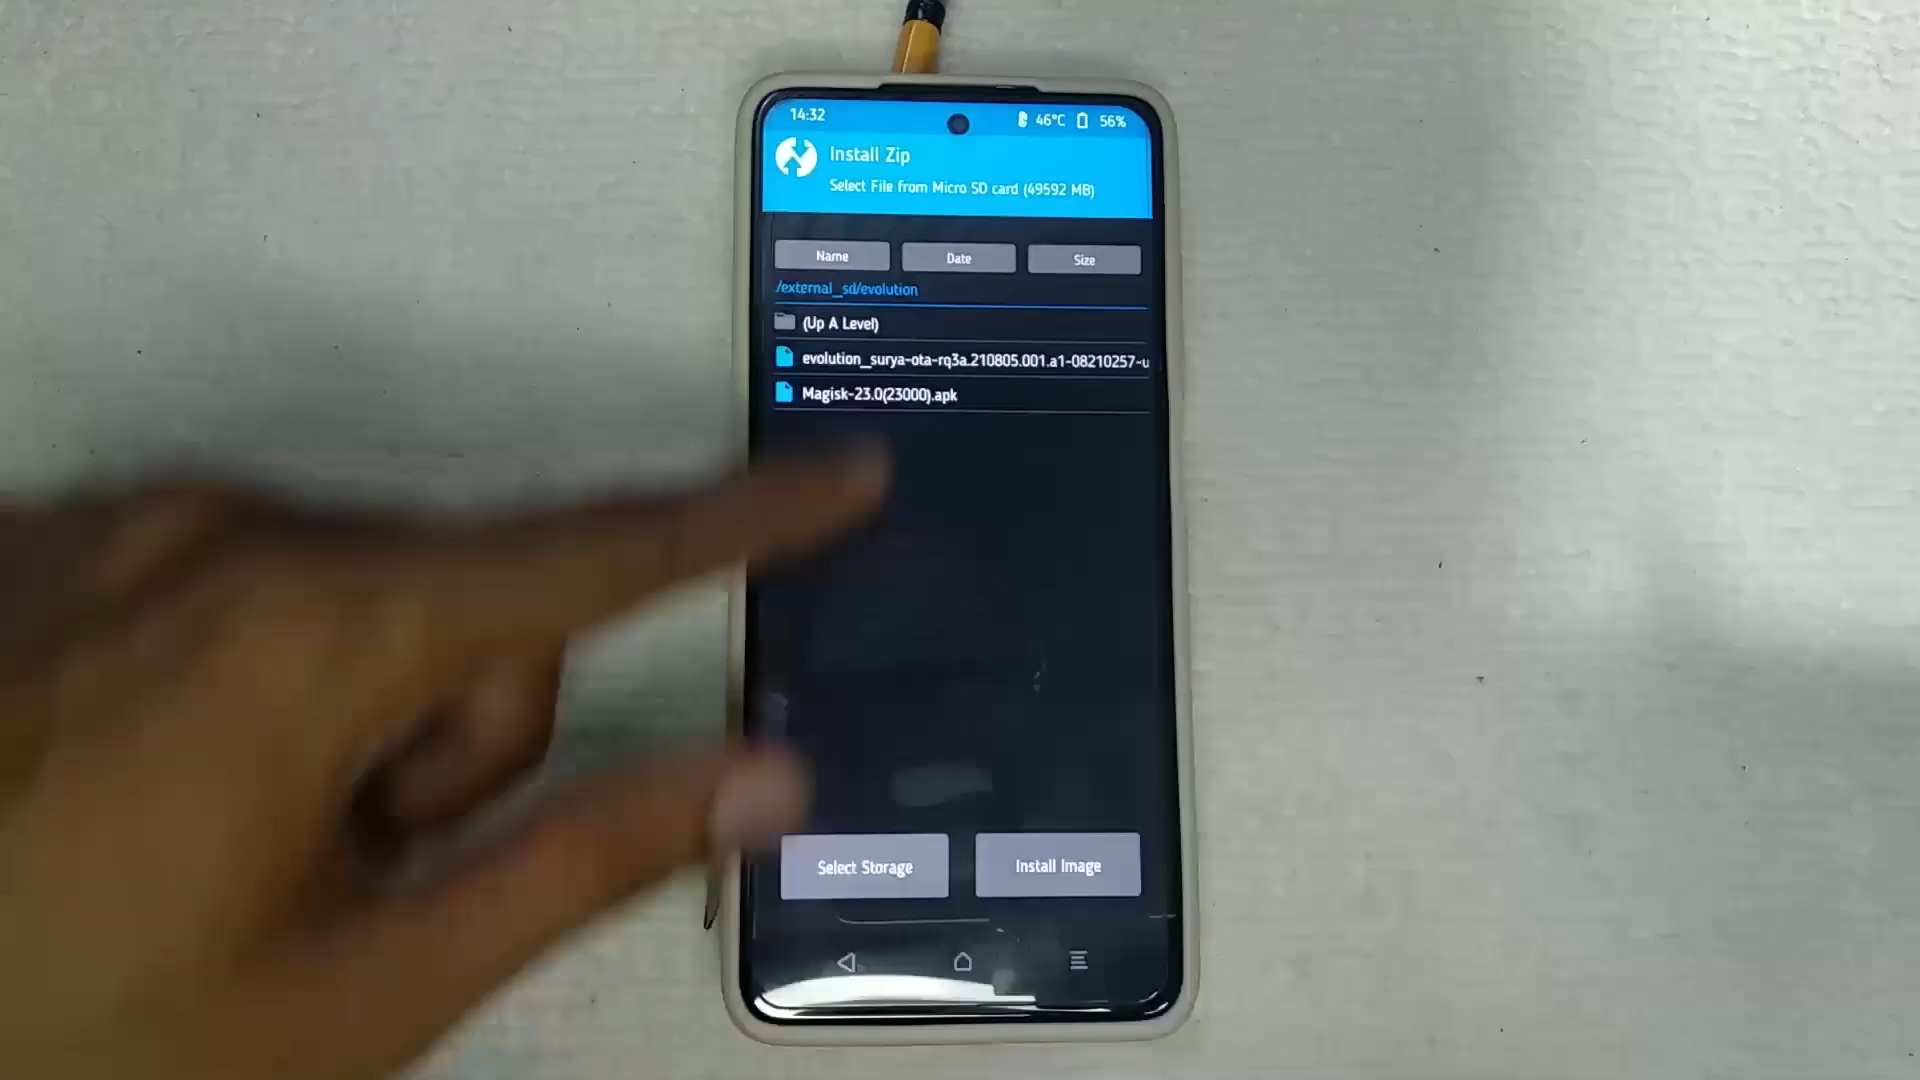 14:32 46°C 56%
Install Zip
Select File from Micro SD card (49592 MB)
Name Date Size
/external_sd/evolution
(Up A Level)
evolution_surya-ota-rq3a.210805.001.a1-08210257-u
Magisk-23.0(23000).apk
Select Storage Install Image